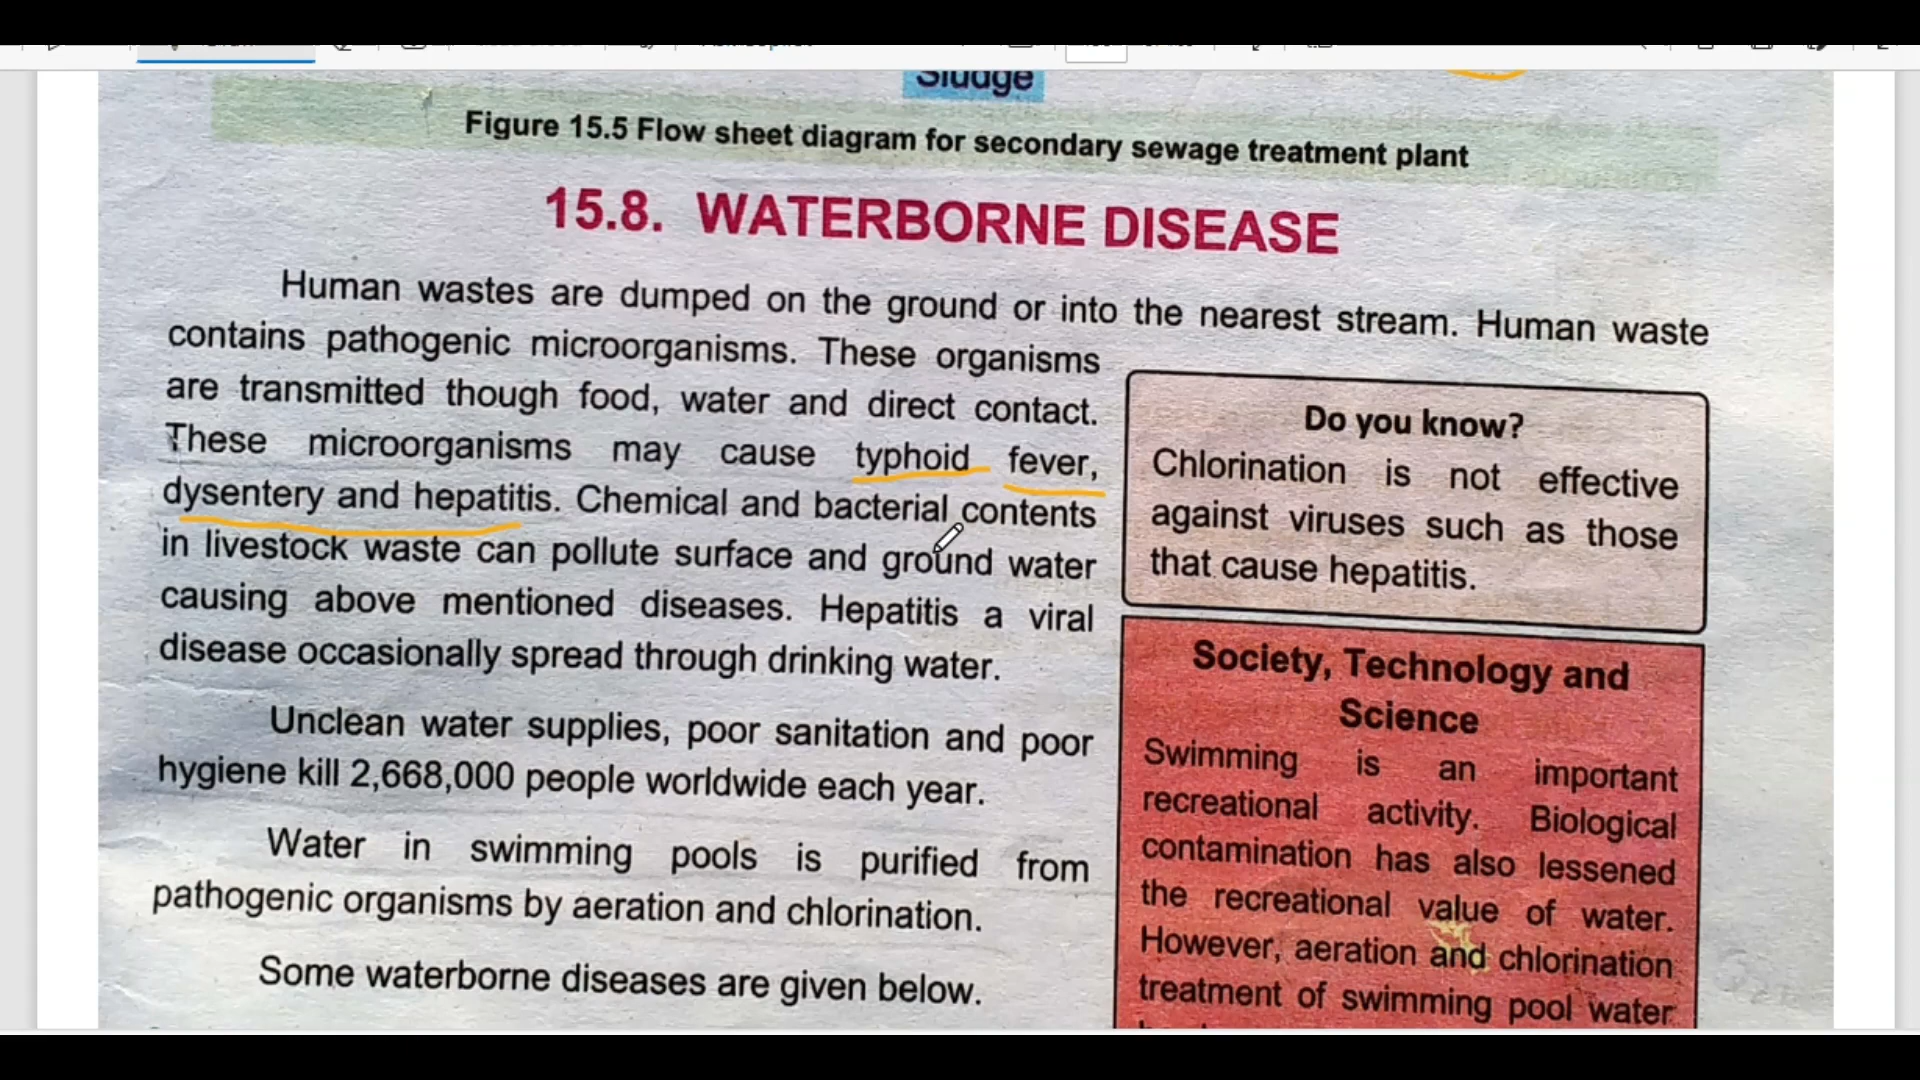 Sludge
Figure 15.5 Flow sheet diagram for secondary sewage treatment plant
15.8. WATERBORNE DISEASE
Human wastes are dumped on the ground or into the nearest stream. Human waste
contains pathogenic microorganisms. These organisms
are transmitted though food, water and direct contact.
These microorganisms may cause typhoid fever,
dysentery and hepatitis. Chemical and bacterial contents
in livestock waste can pollute surface and ground water
causing above mentioned diseases. Hepatitis a viral
disease occasionally spread through drinking water.
Unclean water supplies, poor sanitation and poor
hygiene kill 2,668,000 people worldwide each year.
Water in swimming pools is purified from
pathogenic organisms by aeration and chlorination.
Some waterborne diseases are given below.
Do you know?
Chlorination is not effective
against viruses such as those
that cause hepatitis.
Society, Technology and
Science
Swimming is an important
recreational activity. Biological
contamination has also lessened
the recreational value of water.
However, aeration and chlorination
treatment of swimming pool water